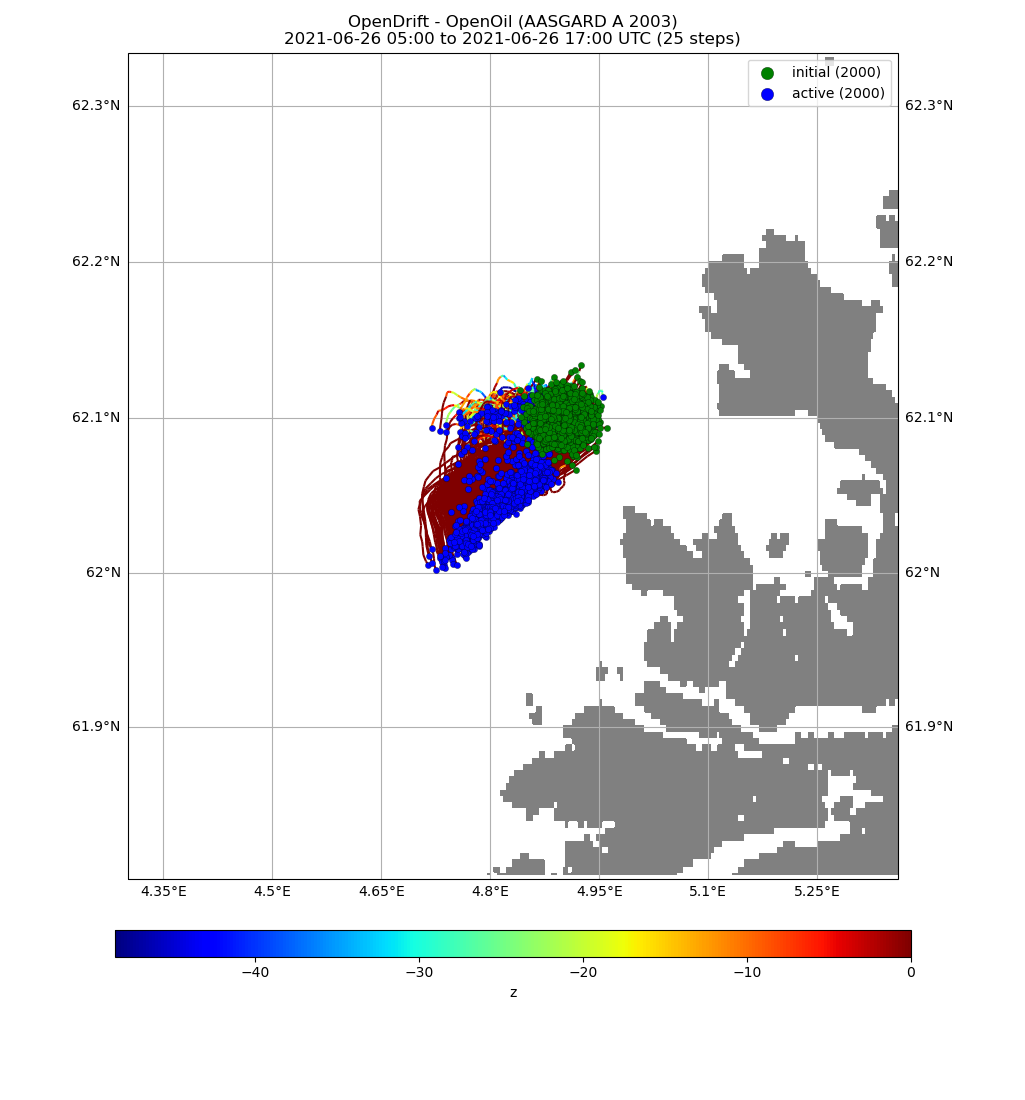 OpenDrift - OpenOil (AASGARD A 2003)
2021-06-26 05:00 to 2021-06-26 17:00 UTC (25 steps)
initial (2000)
active (2000)
62.3°N 62.3°N
62.2°N 62.2°N
62.1°N 62.1°N
62°N 62°N
61.9°N 61.9°N
4.35°E 4.5°E 4.65°E 4.8°E 4.95°E 5.1°E 5.25°E
−40 −30 −20 −10 0
z